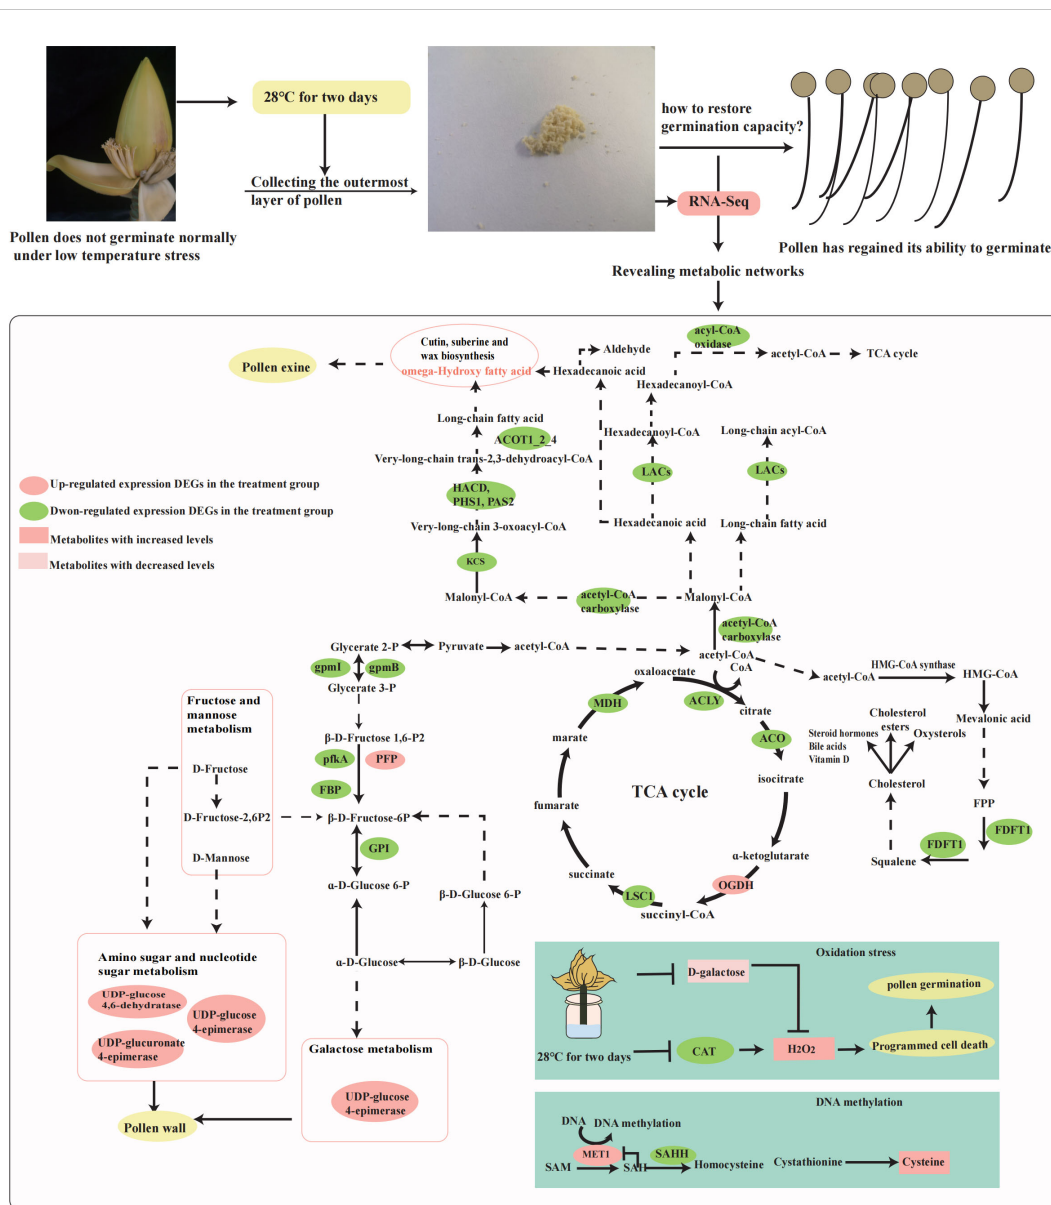 28℃ for two days
how to restore
germination capacity?
Collecting the outermost
layer of pollen
RNA-Seq
Pollen does not germinate normally
under low temperature stress
Pollen has regained its ability to germinate
Revealing metabolic networks
acyl-CoA
oxidase
Cutin, suberine and
wax biosynthesis
omega-Hydroxy fatty acid
Pollen exine
Aldehyde
Hexadecanoic acid
acetyl-CoA
TCA cycle
Hexadecanoyl-CoA
Long-chain fatty acid
ACOT1_2_4
Hexadecanoyl-CoA
Long-chain acyl-CoA
Very-long-chain trans-2,3-dehydroacyl-CoA
LACs
LACs
HACD,
PHS1, PAS2
Up-regulated expression DEGs in the treatment group
Dwon-regulated expression DEGs in the treatment group
Metabolites with increased levels
Metabolites with decreased levels
Very-long-chain 3-oxoacyl-CoA
Hexadecanoic acid
Long-chain fatty acid
KCS
Malonyl-CoA
acetyl-CoA
carboxylase
Malonyl-CoA
acetyl-CoA
carboxylase
Glycerate 2-P
Pyruvate
acetyl-CoA
acetyl-CoA
gpmI
gpmB
Glycerate 3-P
CoA
oxaloacetate
HMG-CoA synthase
acetyl-CoA
HMG-CoA
MDH
ACLY
citrate
Fructose and
mannose
metabolism
D-Fructose
D-Fructose-2,6P2
D-Mannose
β-D-Fructose 1,6-P2
pfkA
PFP
FBP
β-D-Fructose-6P
GPI
α-D-Glucose 6-P
β-D-Glucose 6-P
α-D-Glucose
β-D-Glucose
marate
ACO
isocitrate
TCA cycle
fumarate
α-ketoglutarate
succinate
OGDH
LSC1
succinyl-CoA
Mevalonic acid
Cholesterol
esters
Steroid hormones
Bile acids
Vitamin D
Oxysterols
Cholesterol
FPP
FDFT1
FDFT1
Squalene
Amino sugar and nucleotide
sugar metabolism
UDP-glucose
4,6-dehydratase
UDP-glucose
4-epimerase
UDP-glucuronate
4-epimerase
Pollen wall
Galactose metabolism
UDP-glucose
4-epimerase
Oxidation stress
D-galactose
pollen germination
28℃ for two days
CAT
H2O2
Programmed cell death
DNA methylation
DNA
DNA methylation
MET1
SAHH
SAM
SAH
Homocysteine
Cystathionine
Cysteine